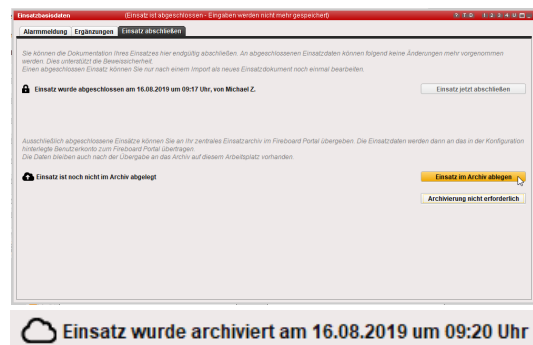 Einsatzbasisdaten (Einsatz ist abgeschlossen - Eingaben werden nicht mehr gespeichert) ? T D 1 2 3 4 U
Alarmmeldung Ergänzungen Einsatz abschließen
Sie können die Dokumentation Ihres Einsatzes hier endgültig abschließen. An abgeschlossenen Einsatzdaten können folgend keine Änderungen mehr vorgenommen
werden. Dies unterstützt die Beweissicherheit.
Einen abgeschlossen Einsatz können Sie nur nach einem Import als neues Einsatzdokument noch einmal bearbeiten.
Einsatz wurde abgeschlossen am 16.08.2019 um 09:17 Uhr, von Michael Z. Einsatz jetzt abschließen
Ausschließlich abgeschlossene Einsätze können Sie an Ihr zentrales Einsatzarchiv im Fireboard Portal übergeben. Die Einsatzdaten werden dann an das in der Konfiguration
hinterlegte Benutzerkonto zum Fireboard Portal übertragen.
Die Daten bleiben auch nach der Übergabe an das Archiv auf diesem Arbeitsplatz vorhanden.
Einsatz ist noch nicht im Archiv abgelegt Einsatz im Archiv ablegen
Archivierung nicht erforderlich
Einsatz wurde archiviert am 16.08.2019 um 09:20 Uhr